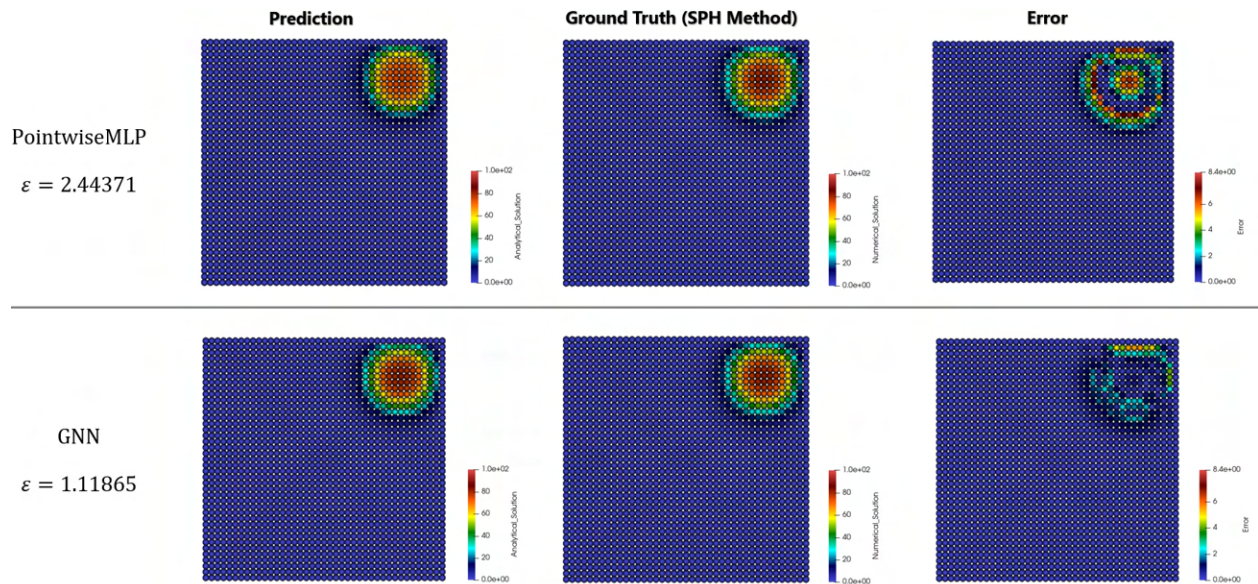 Prediction
Ground Truth (SPH Method)
Error
PointwiseMLP
ε = 2.44371
1.0e+02
80
60
40
20
0.0e+00
Analytical_Solution
1.0e+02
80
60
40
20
0.0e+00
Numerical_Solution
8.4e+00
6
4
2
0.0e+00
Error
GNN
ε = 1.11865
1.0e+02
80
60
40
20
0.0e+00
Analytical_Solution
1.0e+02
80
60
40
20
0.0e+00
Numerical_Solution
8.4e+00
6
4
2
0.0e+00
Error